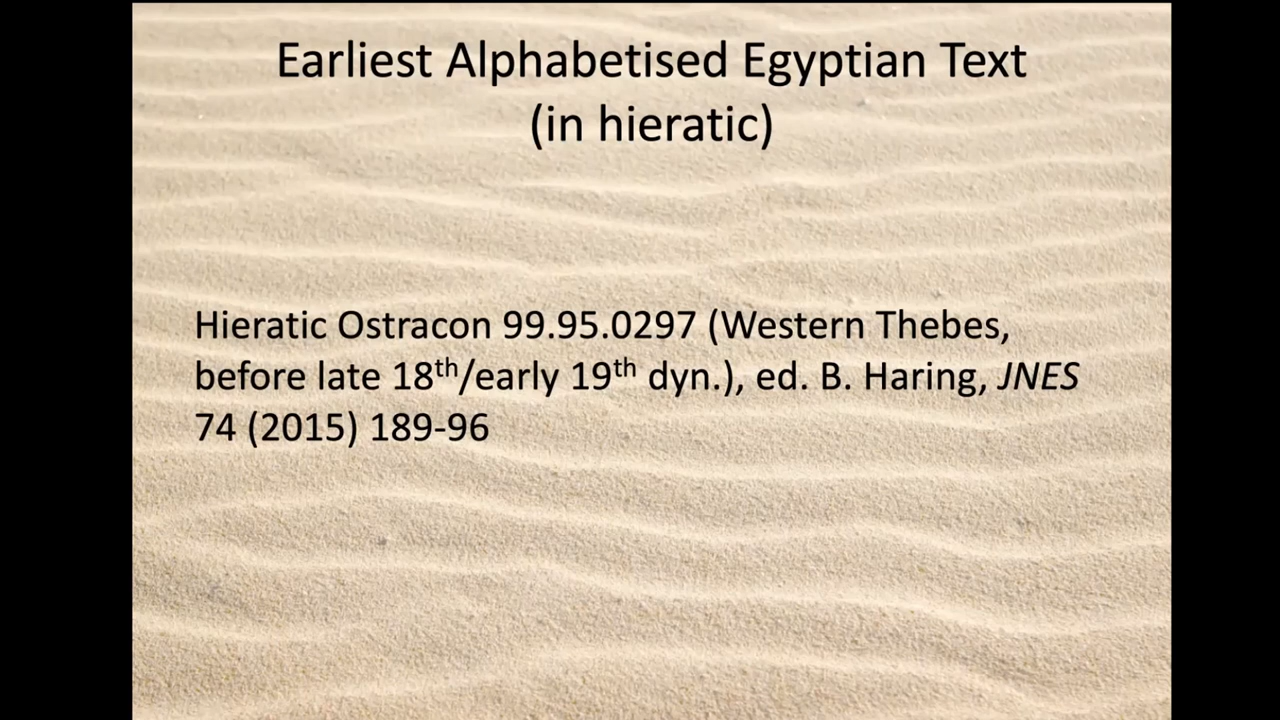 Earliest Alphabetised Egyptian Text
(in hieratic)
Hieratic Ostracon 99.95.0297 (Western Thebes,
before late 18th/early 19th dyn.), ed. B. Haring, JNES
74 (2015) 189-96